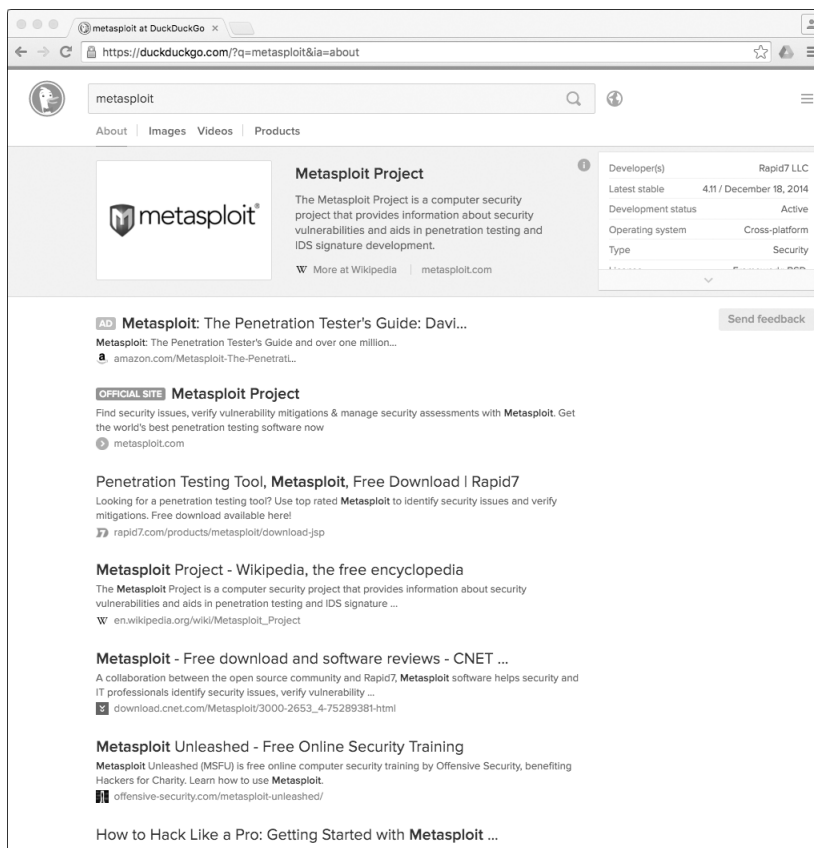 metasploit at DuckDuckGo ×
https://duckduckgo.com/?q=metasploit&ia=about
metasploit
About Images Videos Products
metasploit®
Metasploit Project
The Metasploit Project is a computer security
project that provides information about security
vulnerabilities and aids in penetration testing and
IDS signature development.
W More at Wikipedia metasploit.com
Developer(s) Rapid7 LLC
Latest stable 4.11 / December 18, 2014
Development status Active
Operating system Cross-platform
Type Security
Send feedback
AD Metasploit: The Penetration Tester's Guide: Davi...
Metasploit: The Penetration Tester's Guide and over one million...
a amazon.com/Metasploit-The-Penetrati...
OFFICIAL SITE Metasploit Project
Find security issues, verify vulnerability mitigations & manage security assessments with Metasploit. Get
the world's best penetration testing software now
metasploit.com
Penetration Testing Tool, Metasploit, Free Download | Rapid7
Looking for a penetration testing tool? Use top rated Metasploit to identify security issues and verify
mitigations. Free download available here!
rapid7.com/products/metasploit/download-jsp
Metasploit Project - Wikipedia, the free encyclopedia
The Metasploit Project is a computer security project that provides information about security
vulnerabilities and aids in penetration testing and IDS signature ...
W en.wikipedia.org/wiki/Metasploit_Project
Metasploit - Free download and software reviews - CNET ...
A collaboration between the open source community and Rapid7, Metasploit software helps security and
IT professionals identify security issues, verify vulnerability ...
download.cnet.com/Metasploit/3000-2653_4-75289381-html
Metasploit Unleashed - Free Online Security Training
Metasploit Unleashed (MSFU) is free online computer security training by Offensive Security, benefiting
Hackers for Charity. Learn how to use Metasploit.
offensive-security.com/metasploit-unleashed/
How to Hack Like a Pro: Getting Started with Metasploit ...